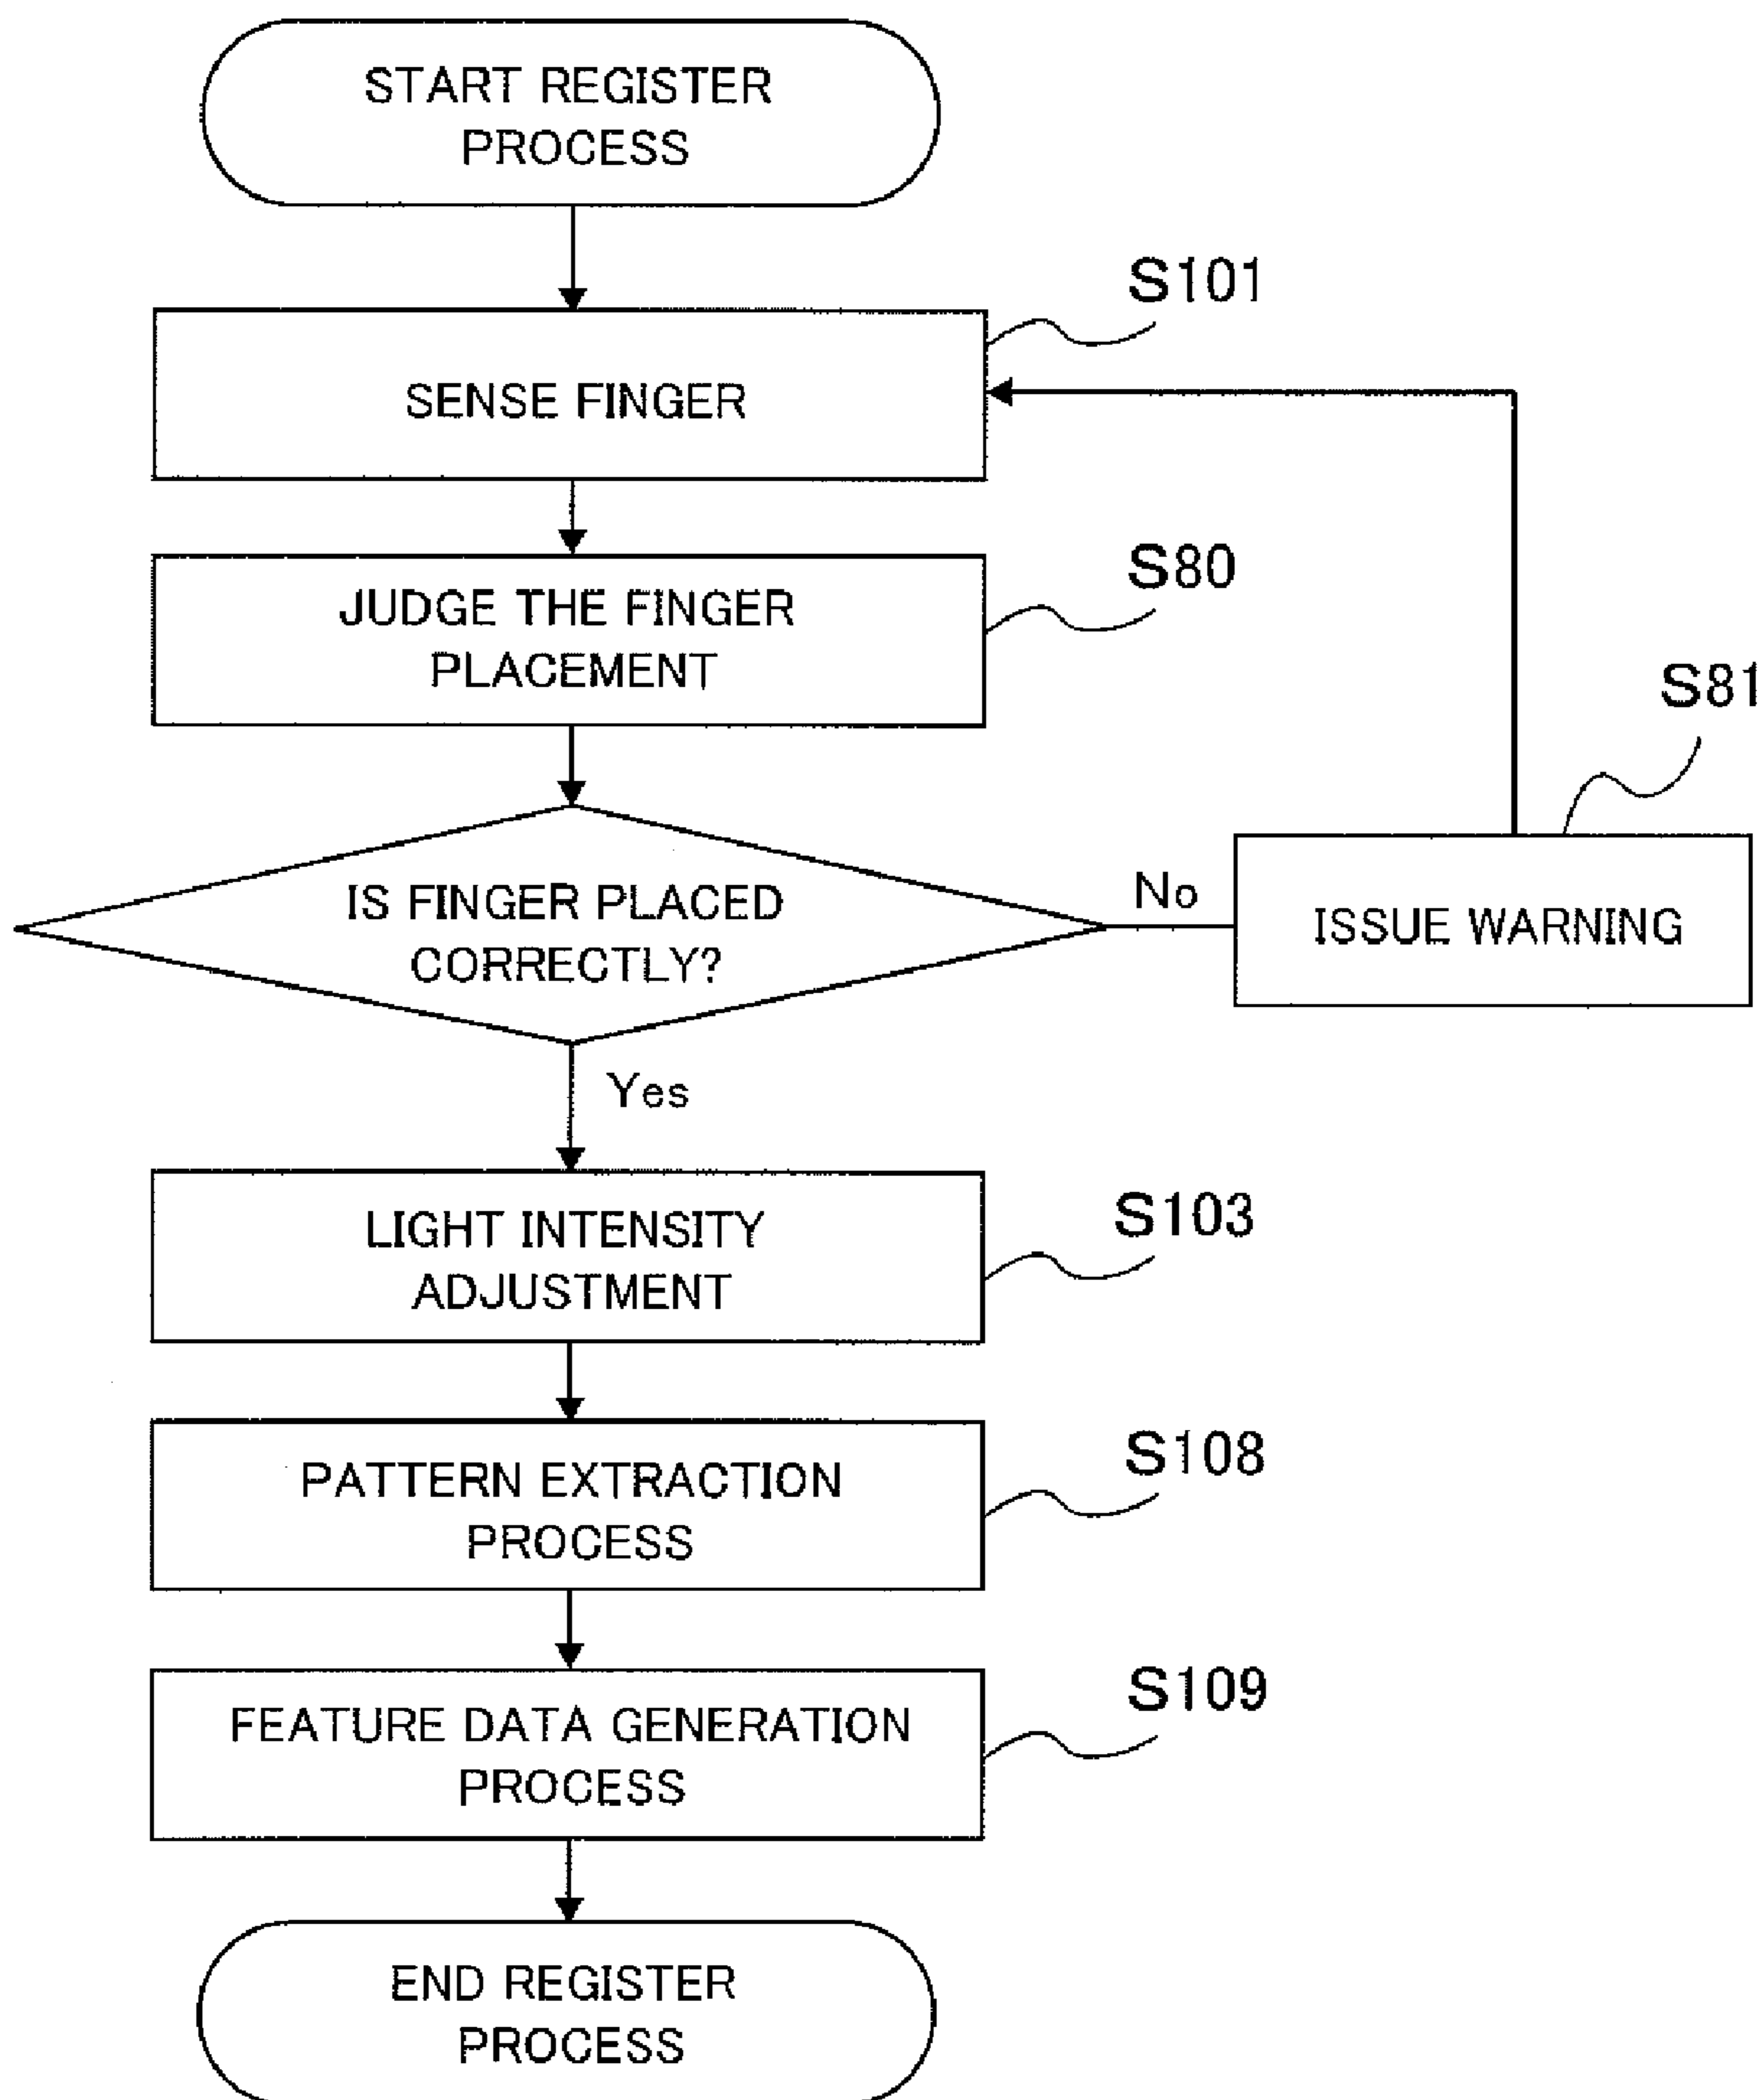 START REGISTER
PROCESS
S101
SENSE FINGER
S80
JUDGE THE FINGER
PLACEMENT
S81
IS FINGER PLACED
CORRECTLY?
No
ISSUE WARNING
Yes
S103
LIGHT INTENSITY
ADJUSTMENT
S108
PATTERN EXTRACTION
PROCESS
S109
FEATURE DATA GENERATION
PROCESS
END REGISTER
PROCESS